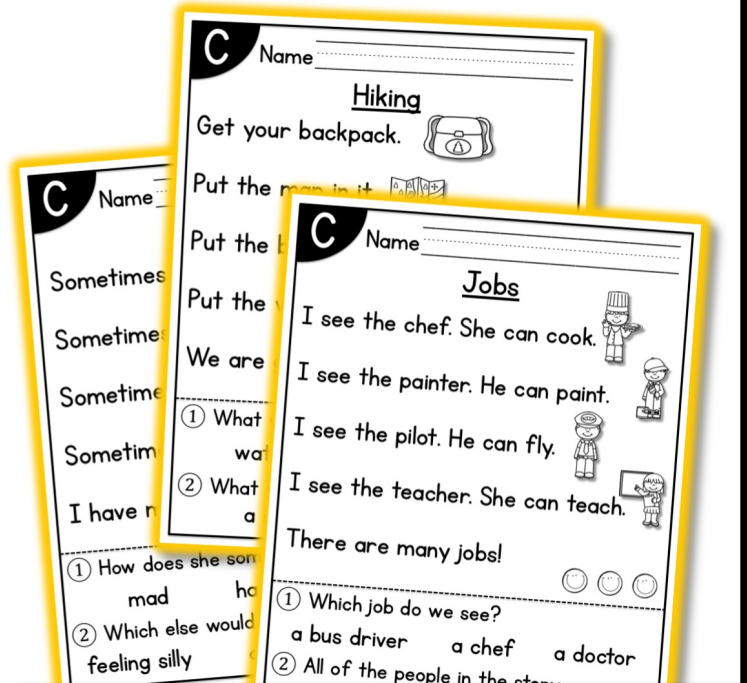 C Name
Hiking
Get your backpack.
Put the map in it.
Put the
Put the
We are
① What
② What
a
C Name
Sometimes
Sometimes
Sometime
Sometim
I have
① How does she
mad
② Which else would
feeling silly
C Name
Jobs
I see the chef. She can cook.
I see the painter. He can paint.
I see the pilot. He can fly.
I see the teacher. She can teach.
There are many jobs!
① Which job do we see?
a bus driver a chef a doctor
② All of the people in the